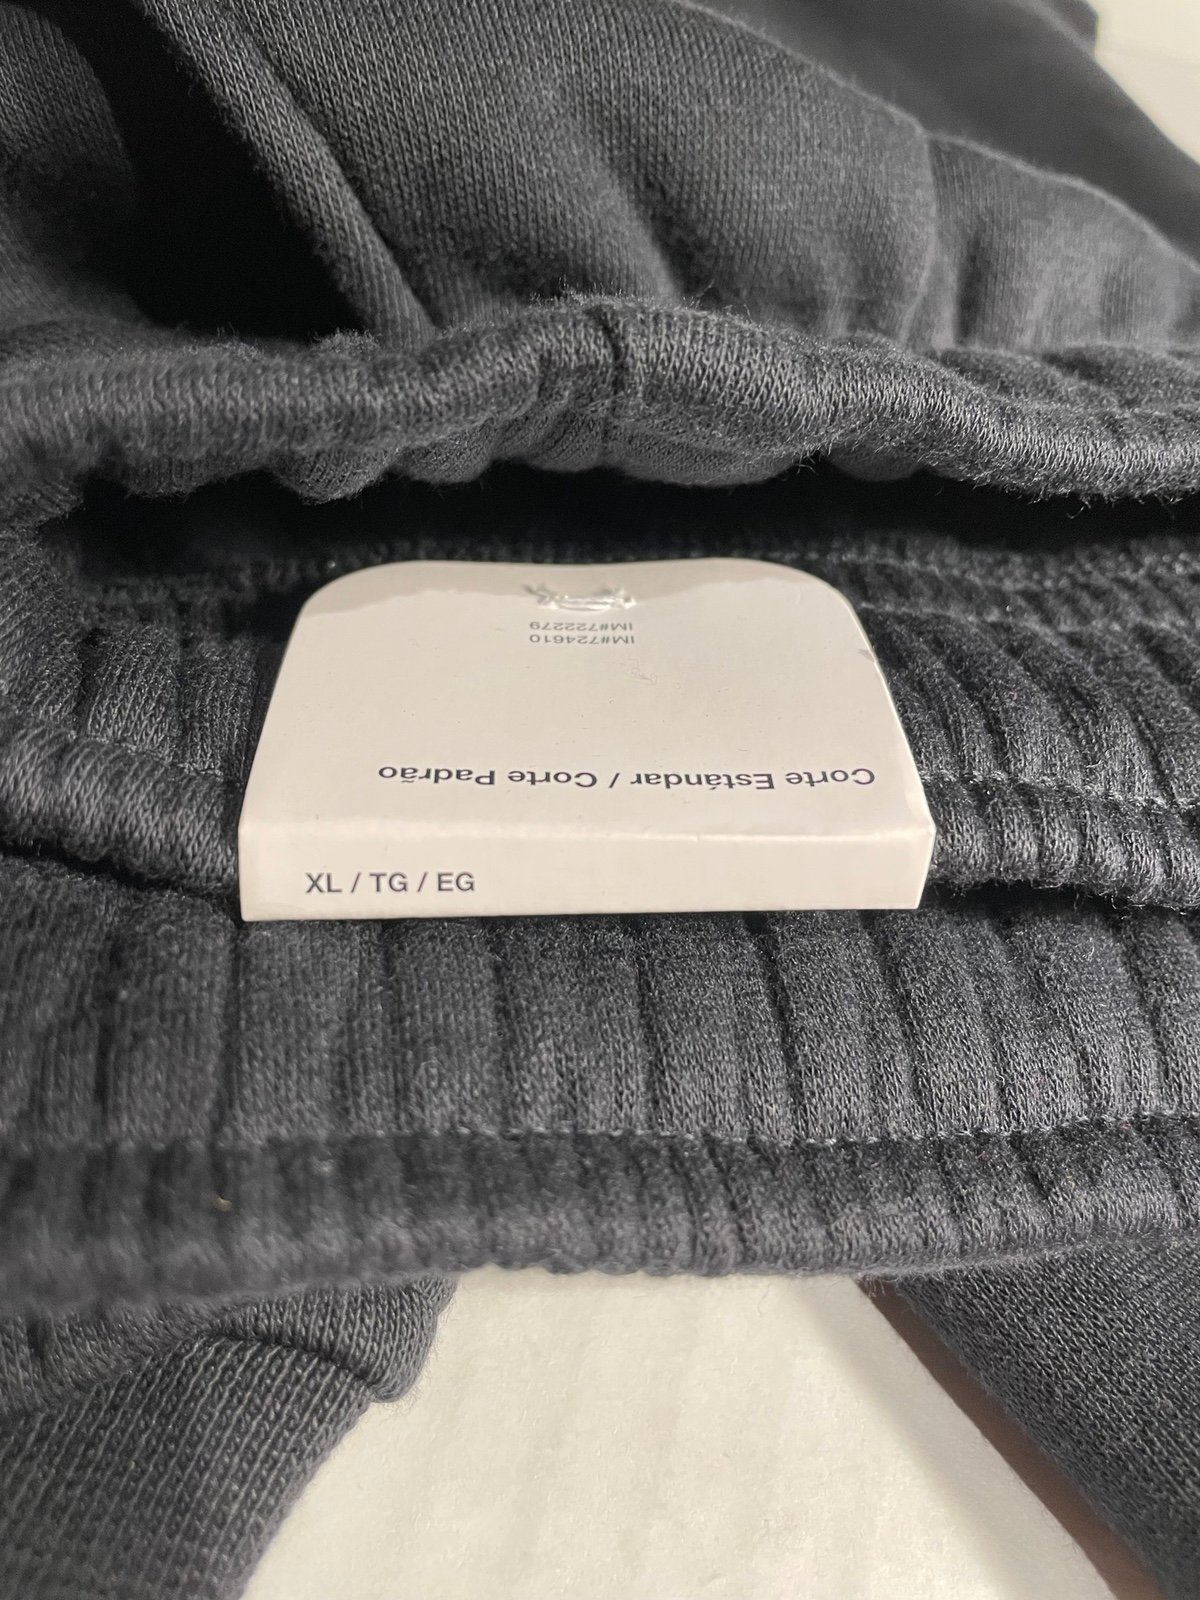 IM#724610
IM#722279
Corte Estándar / Corte Padrão
XL / TG / EG